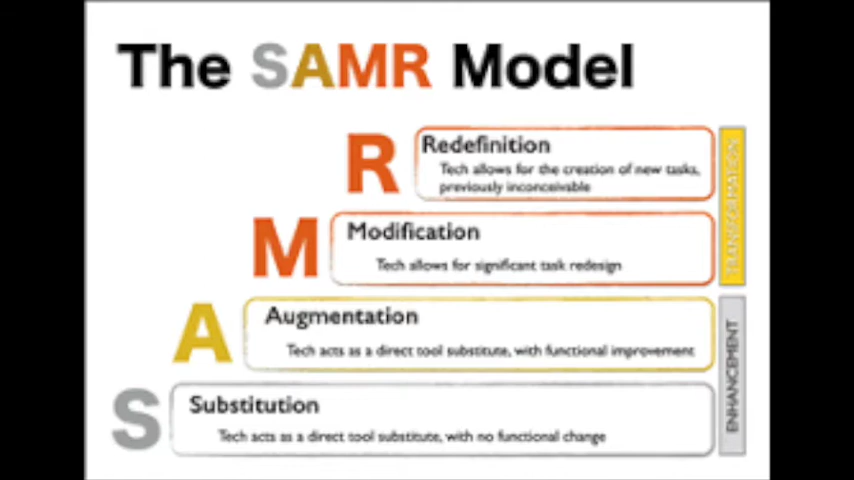 The SAMR Model
R
Redefinition
Tech allows for the creation of new tasks,
previously inconceivable
TRANSFORMATION
M
Modification
Tech allows for significant task redesign
A
Augmentation
Tech acts as a direct tool substitute, with functional improvement
ENHANCEMENT
S
Substitution
Tech acts as a direct tool substitute, with no functional change